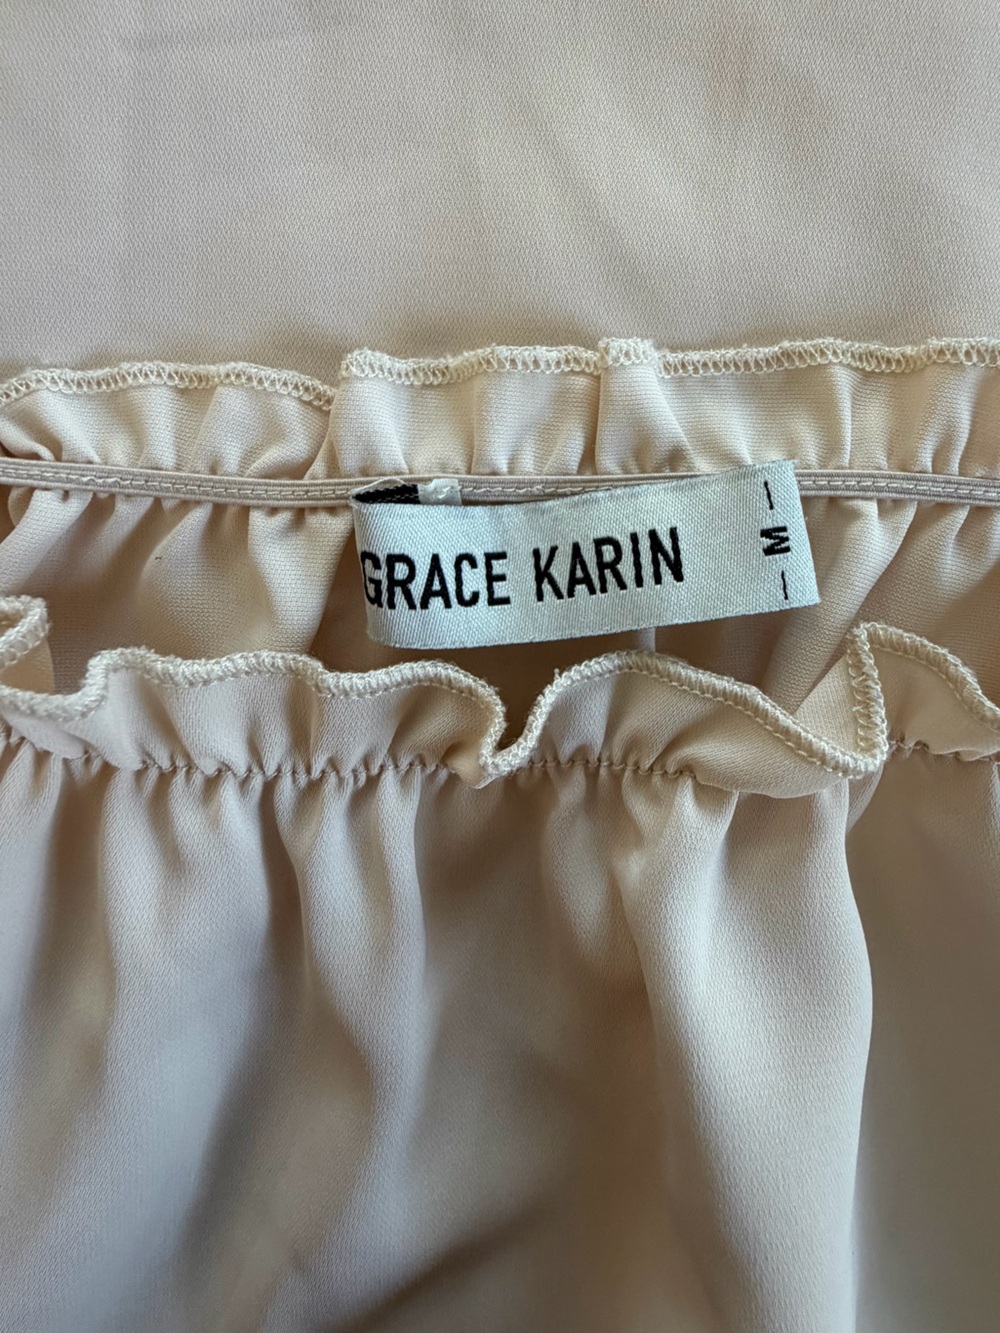 GRACE KARIN
— M —